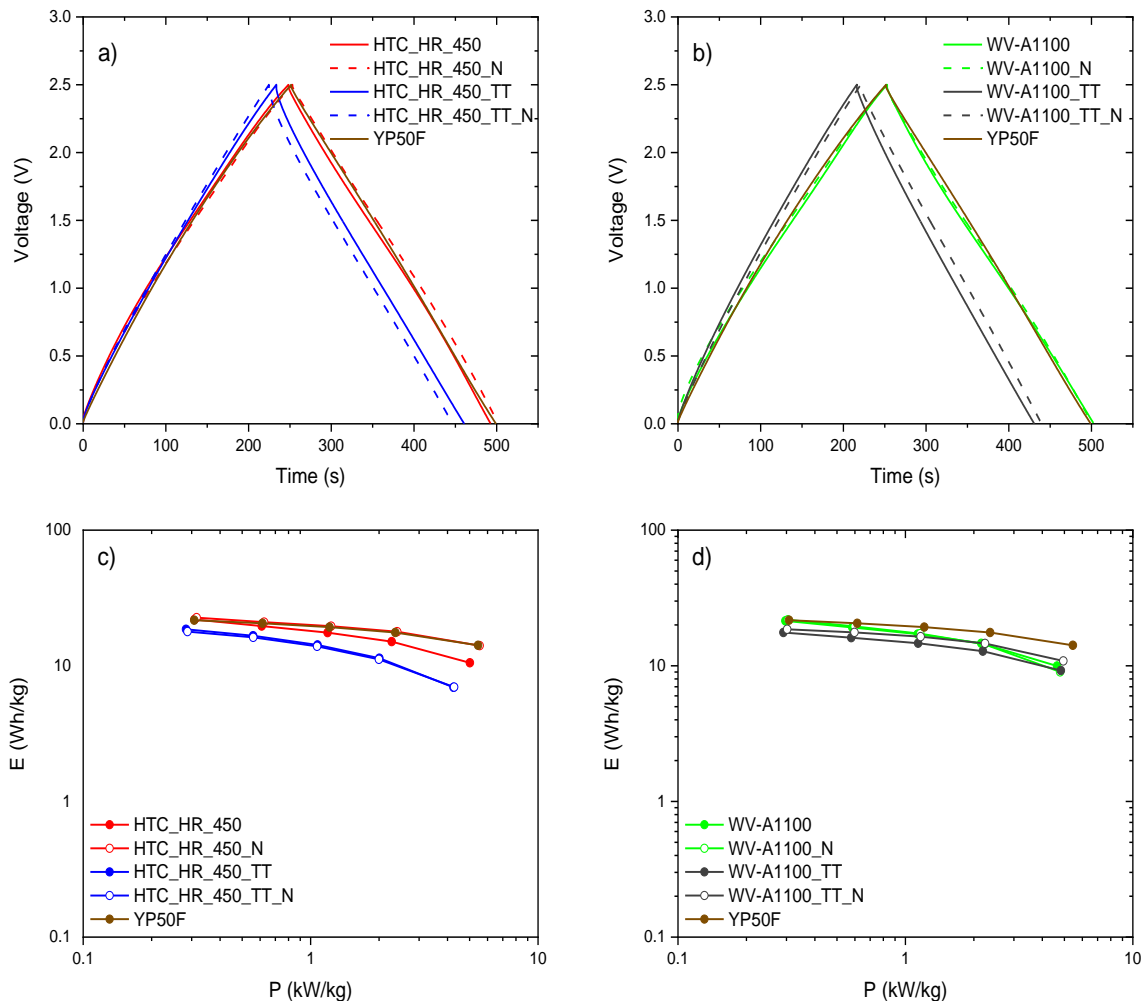 a)
HTC_HR_450
HTC_HR_450_N
HTC_HR_450_TT
HTC_HR_450_TT_N
YP50F
3.0
2.5
2.0
1.5
1.0
0.5
0.0
Voltage (V)
0 100 200 300 400 500
Time (s)
b)
WV-A1100
WV-A1100_N
WV-A1100_TT
WV-A1100_TT_N
YP50F
3.0
2.5
2.0
1.5
1.0
0.5
0.0
Voltage (V)
0 100 200 300 400 500
Time (s)
c)
100
10
1
0.1
E (Wh/kg)
HTC_HR_450
HTC_HR_450_N
HTC_HR_450_TT
HTC_HR_450_TT_N
YP50F
0.1 1 10
P (kW/kg)
d)
100
10
1
0.1
E (Wh/kg)
WV-A1100
WV-A1100_N
WV-A1100_TT
WV-A1100_TT_N
YP50F
0.1 1 10
P (kW/kg)